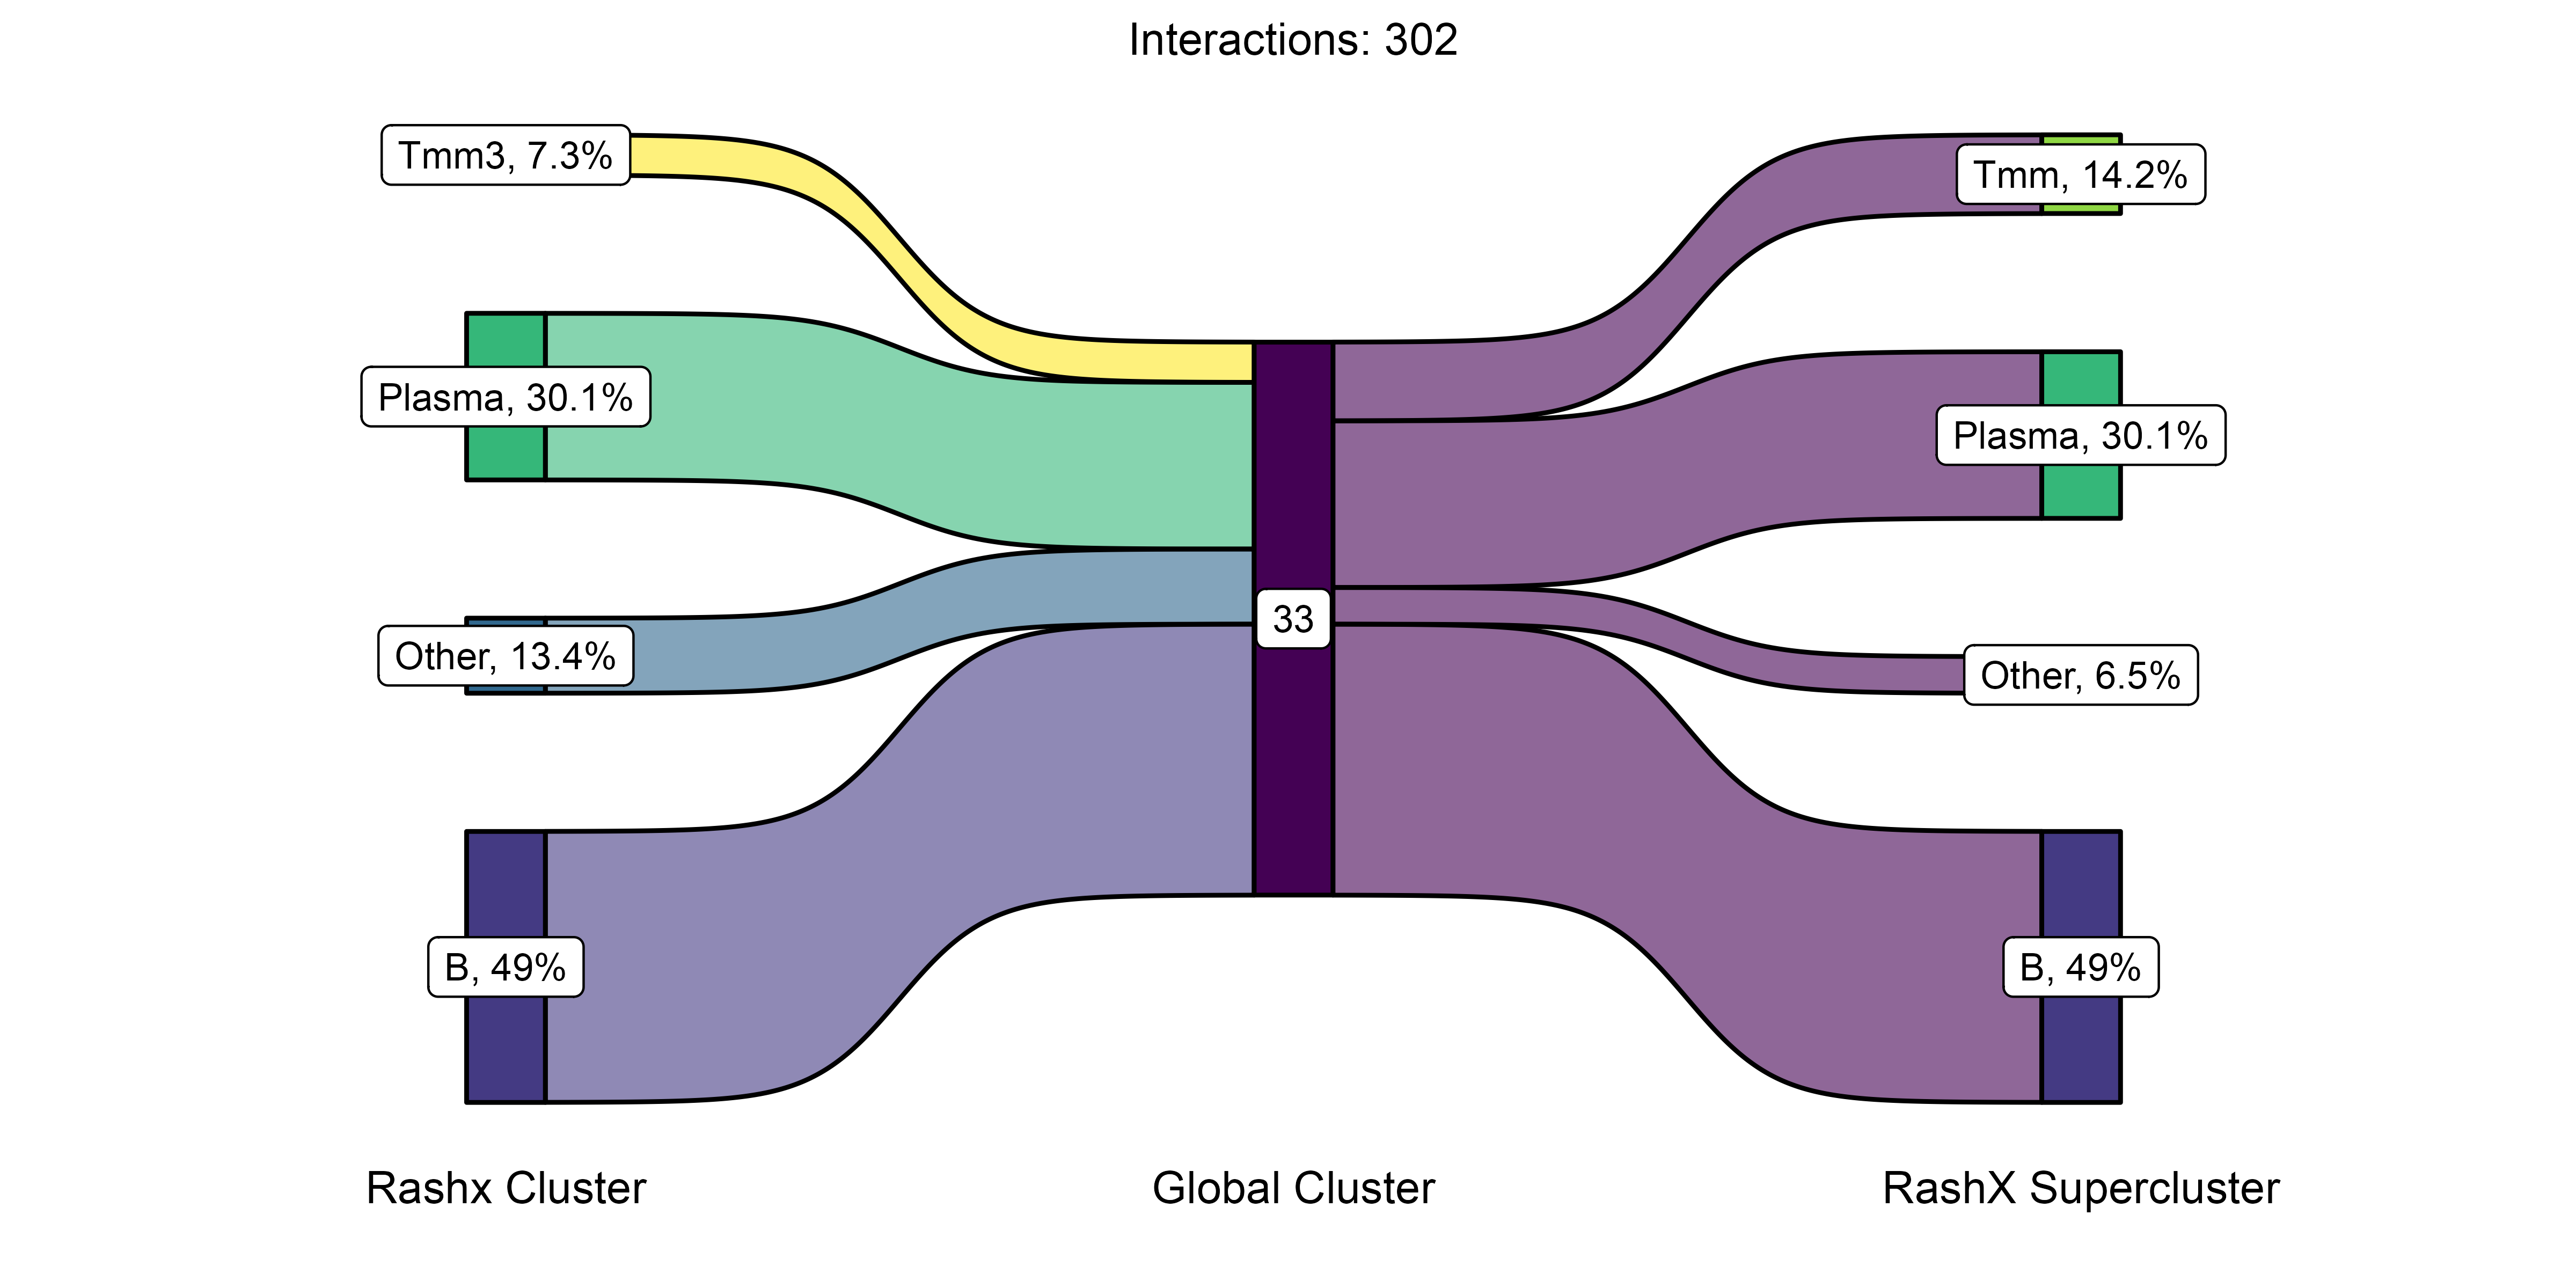 Interactions: 302
Tmm3, 7.3%
Tmm, 14.2%
Plasma, 30.1%
Plasma, 30.1%
33
Other, 13.4%
Other, 6.5%
B, 49%
B, 49%
Rashx Cluster
Global Cluster
RashX Supercluster